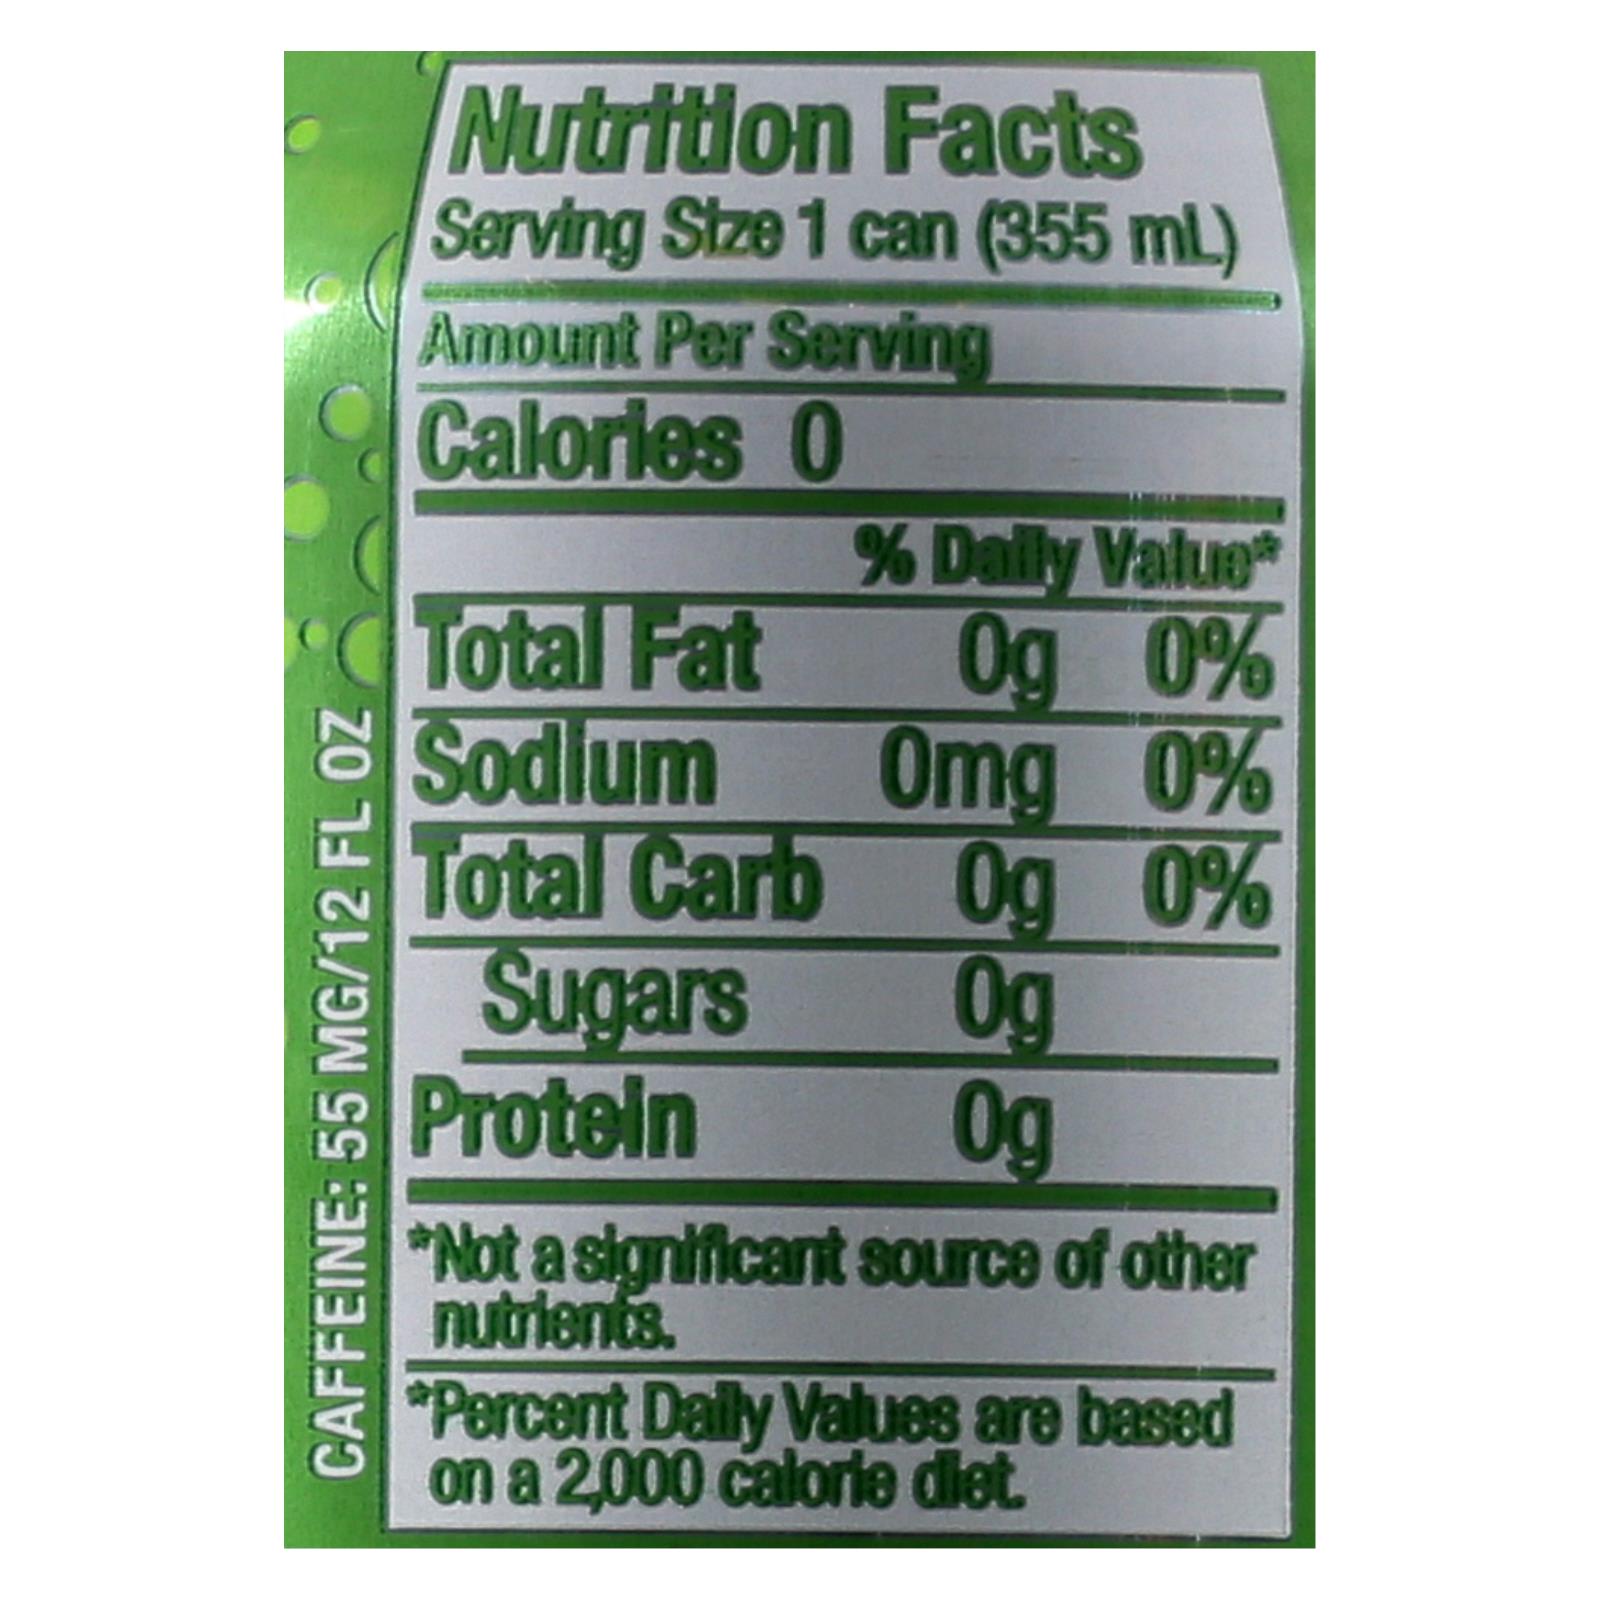 Nutrition Facts
Serving Size 1 can (355 mL)
Amount Per Serving
Calories 0
% Daily Value*
Total Fat 0g 0%
Sodium 0mg 0%
Total Carb 0g 0%
Sugars 0g
Protein 0g
*Not a significant source of other
nutrients.
*Percent Daily Values are based
on a 2,000 calorie diet.
CAFFEINE: 55 MG/12 FL OZ